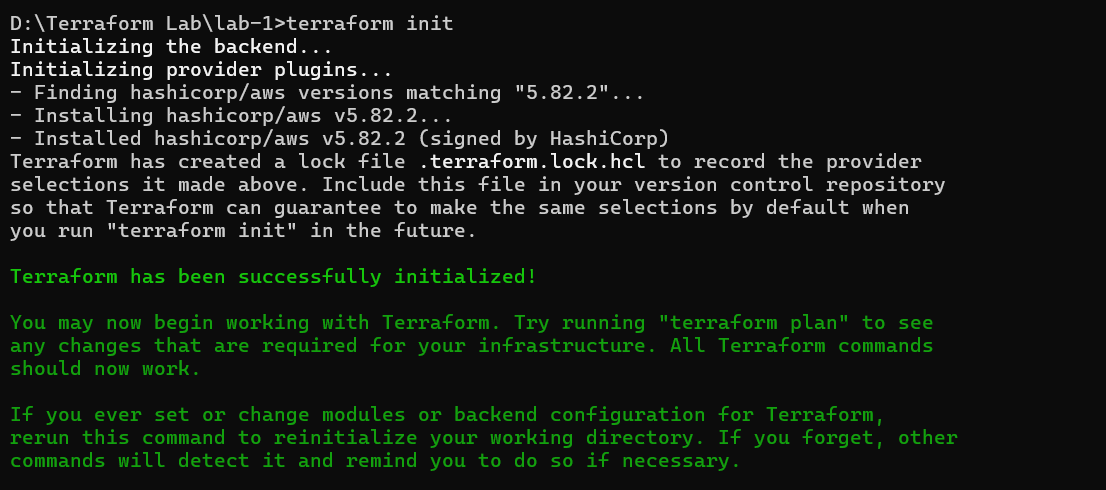 D:\Terraform Lab\lab-1>terraform init
Initializing the backend...
Initializing provider plugins...
- Finding hashicorp/aws versions matching "5.82.2"...
- Installing hashicorp/aws v5.82.2...
- Installed hashicorp/aws v5.82.2 (signed by HashiCorp)
Terraform has created a lock file .terraform.lock.hcl to record the provider
selections it made above. Include this file in your version control repository
so that Terraform can guarantee to make the same selections by default when
you run "terraform init" in the future.
Terraform has been successfully initialized!
You may now begin working with Terraform. Try running "terraform plan" to see
any changes that are required for your infrastructure. All Terraform commands
should now work.
If you ever set or change modules or backend configuration for Terraform,
rerun this command to reinitialize your working directory. If you forget, other
commands will detect it and remind you to do so if necessary.